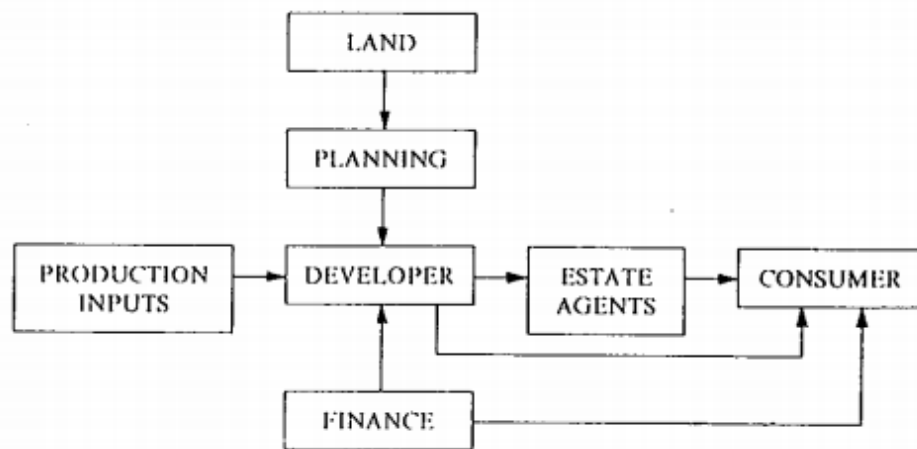 LAND
PLANNING
PRODUCTION
INPUTS
DEVELOPER
ESTATE
AGENTS
CONSUMER
FINANCE